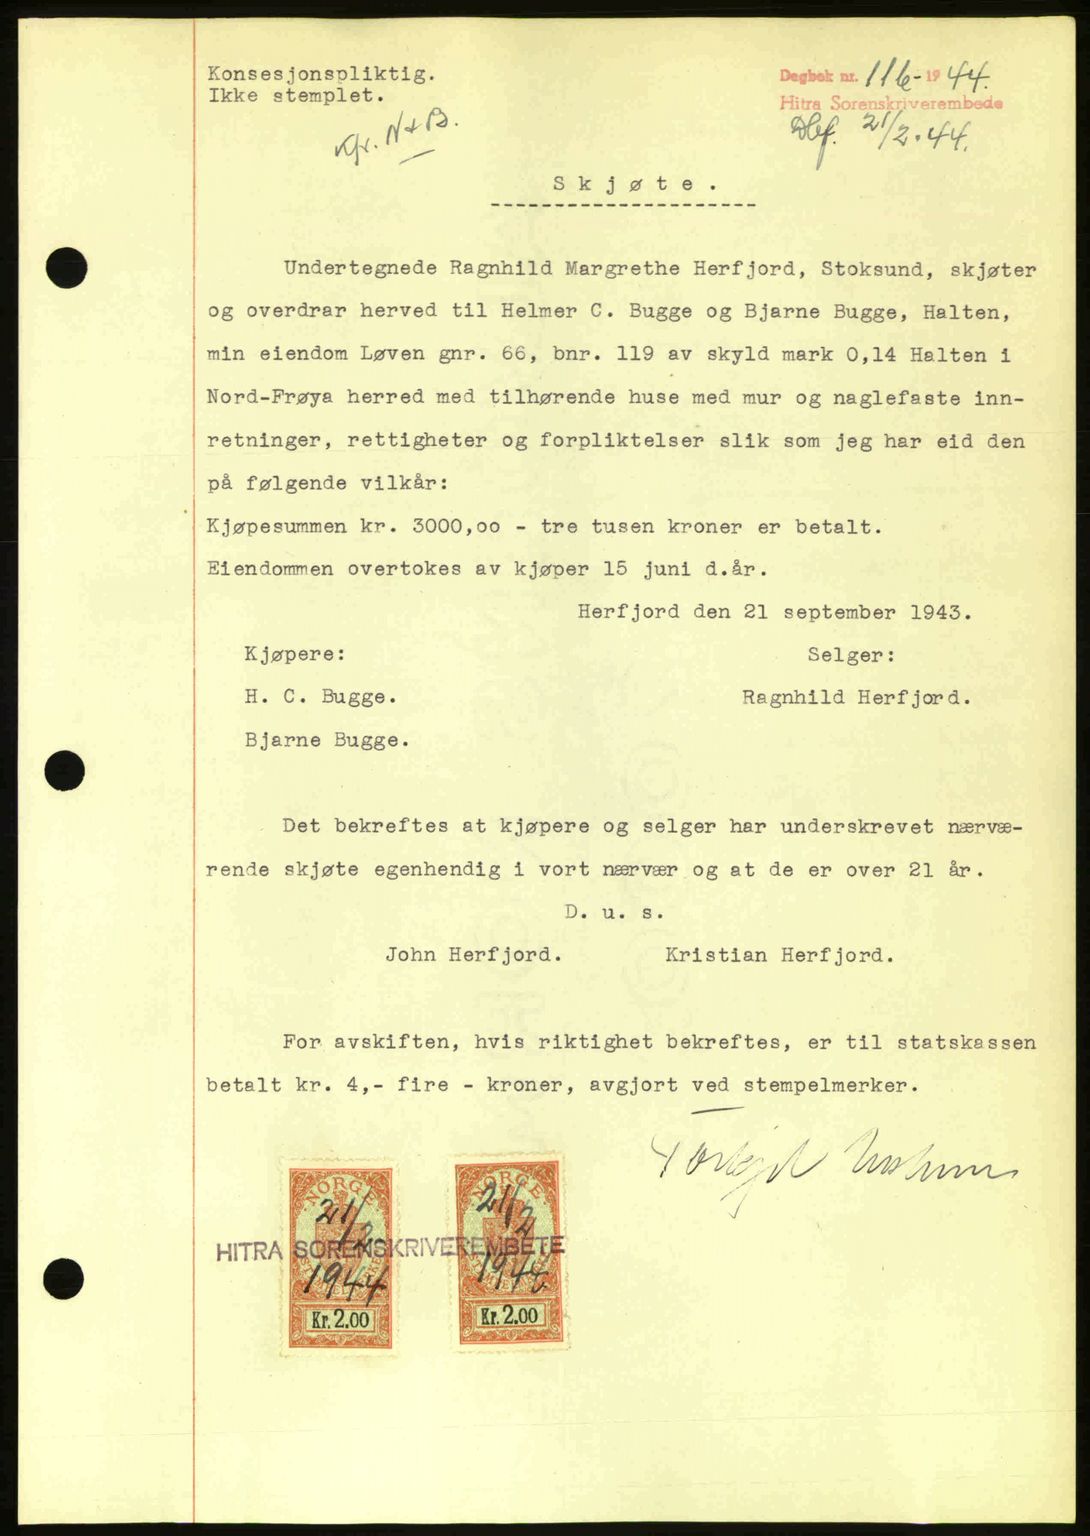 Konsesjonspliktig.
Ikke stemplet.
Kfr. N + B.
Dagbok nr. 116 - 1944.
Hitra Sorenskriverembede
Dbf. 21/2. 44.
S k j ø t e .
---------------------
Undertegnede Ragnhild Margrethe Herfjord, Stoksund, skjøter
og overdrar herved til Helmer C. Bugge og Bjarne Bugge, Halten,
min eiendom Løven gnr. 66, bnr. 119 av skyld mark 0,14 Halten i
Nord-Frøya herred med tilhørende huse med mur og naglefaste inn-
retninger, rettigheter og forpliktelser slik som jeg har eid den
på følgende vilkår:
Kjøpesummen kr. 3000,oo - tre tusen kroner er betalt.
Eiendommen overtokes av kjøper 15 juni d.år.
Herfjord den 21 september 1943.
Kjøpere: Selger:
H. C. Bugge. Ragnhild Herfjord.
Bjarne Bugge.
Det bekreftes at kjøpere og selger har underskrevet nærvæ-
rende skjøte egenhendig i vort nærvær og at de er over 21 år.
D. u. s.
John Herfjord. Kristian Herfjord.
For avskiften, hvis riktighet bekreftes, er til statskassen
betalt kr. 4,- fire - kroner, avgjort ved stempelmerker.
NORGE NORGE
21/2 21/2
HITRA SORENSKRIVEREMBETE
1944 1944
Kr. 2.00 Kr. 2.00